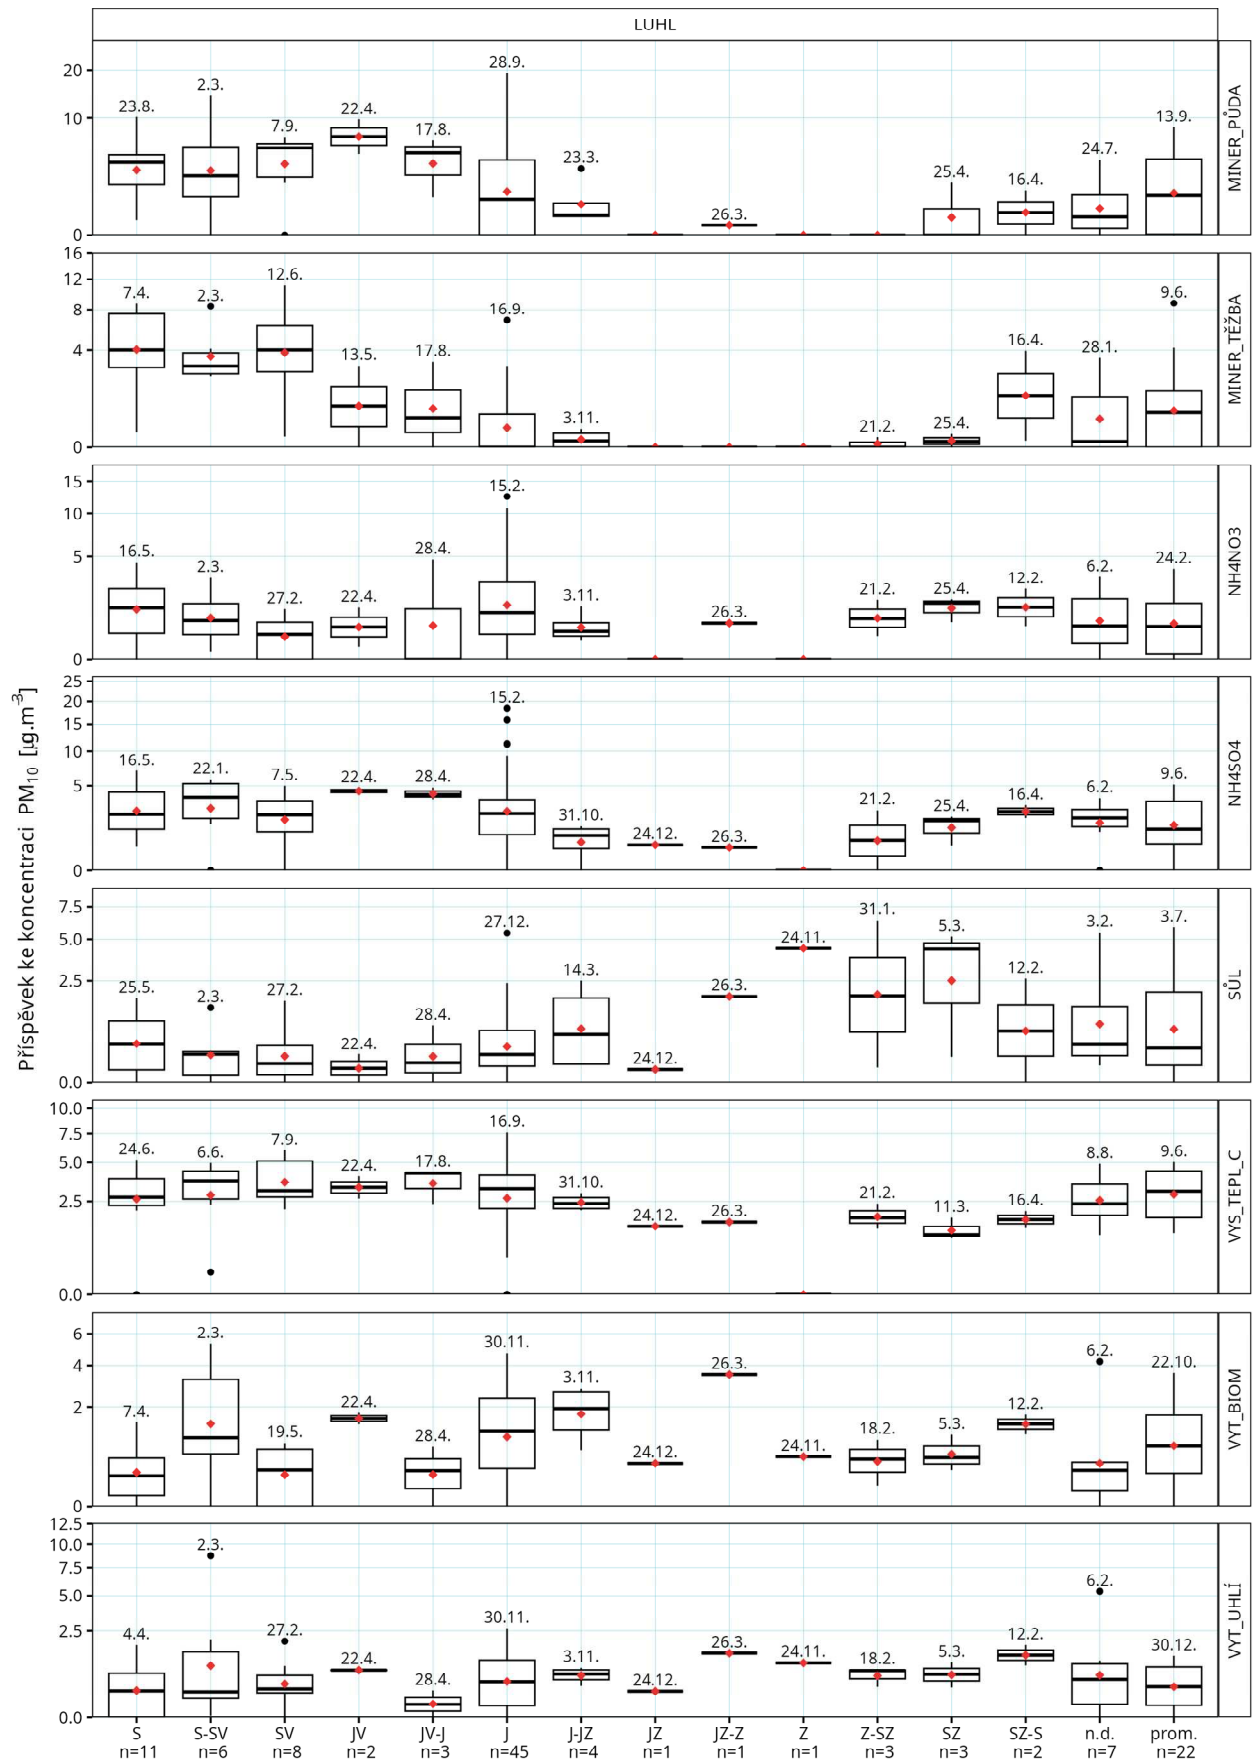 LUHL
Příspěvek ke koncentraci PM10 [µg.m-3]
MINER_PŮDA
20
10
0
23.8. 2.3. 7.9. 22.4. 17.8. 28.9. 23.3. 26.3. 25.4. 16.4. 24.7. 13.9.
MINER_TĚŽBA
16
12
8
4
0
7.4. 2.3. 12.6. 13.5. 17.8. 16.9. 3.11. 21.2. 25.4. 16.4. 28.1. 9.6.
NH4NO3
15
10
5
0
16.5. 2.3. 27.2. 22.4. 28.4. 15.2. 3.11. 26.3. 21.2. 25.4. 12.2. 6.2. 24.2.
NH4SO4
25
20
15
10
5
0
16.5. 22.1. 7.5. 22.4. 28.4. 15.2. 31.10. 24.12. 26.3. 21.2. 25.4. 16.4. 6.2. 9.6.
SŮL
7.5
5.0
2.5
0.0
25.5. 2.3. 27.2. 22.4. 28.4. 27.12. 14.3. 24.12. 26.3. 24.11. 31.1. 5.3. 12.2. 3.2. 3.7.
VYS_TEPL_C
10.0
7.5
5.0
2.5
0.0
24.6. 6.6. 7.9. 22.4. 17.8. 16.9. 31.10. 24.12. 26.3. 21.2. 11.3. 16.4. 8.8. 9.6.
VYT_BIOM
6
4
2
0
7.4. 2.3. 19.5. 22.4. 28.4. 30.11. 3.11. 24.12. 26.3. 24.11. 18.2. 5.3. 12.2. 6.2. 22.10.
VYT_UHLÍ
12.5
10.0
7.5
5.0
2.5
0.0
4.4. 2.3. 27.2. 22.4. 28.4. 30.11. 3.11. 24.12. 26.3. 24.11. 18.2. 5.3. 12.2. 6.2. 30.12.
S S-SV SV JV JV-J J J-JZ JZ JZ-Z Z Z-SZ SZ SZ-S n.d. prom.
n=11 n=6 n=8 n=2 n=3 n=45 n=4 n=1 n=1 n=1 n=3 n=3 n=2 n=7 n=22